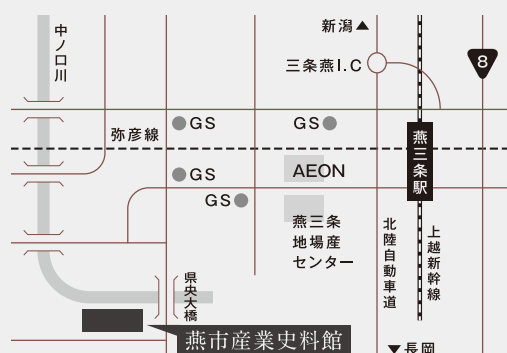 新潟▲
中ノ口川
三条燕I.C
8
GS
GS
弥彦線
燕三条駅
GS
AEON
GS
燕三条
地場産
センター
北陸自動車道
上越新幹線
県央大橋
燕市産業史料館
▼長岡